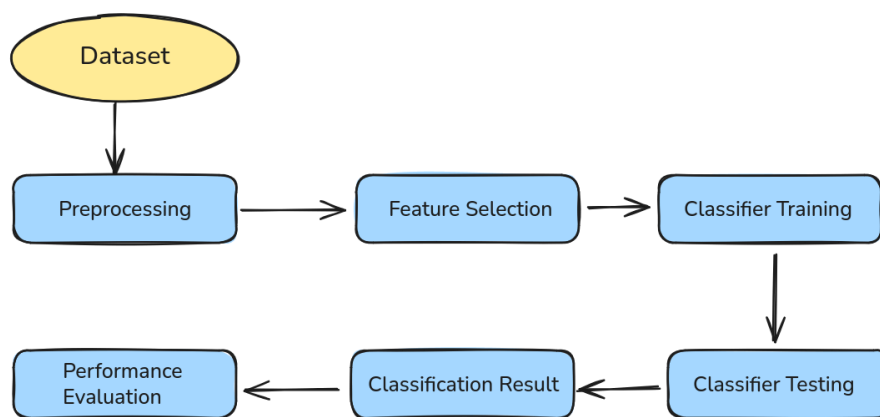 Dataset
Preprocessing
Feature Selection
Classifier Training
Classifier Testing
Classification Result
Performance
Evaluation